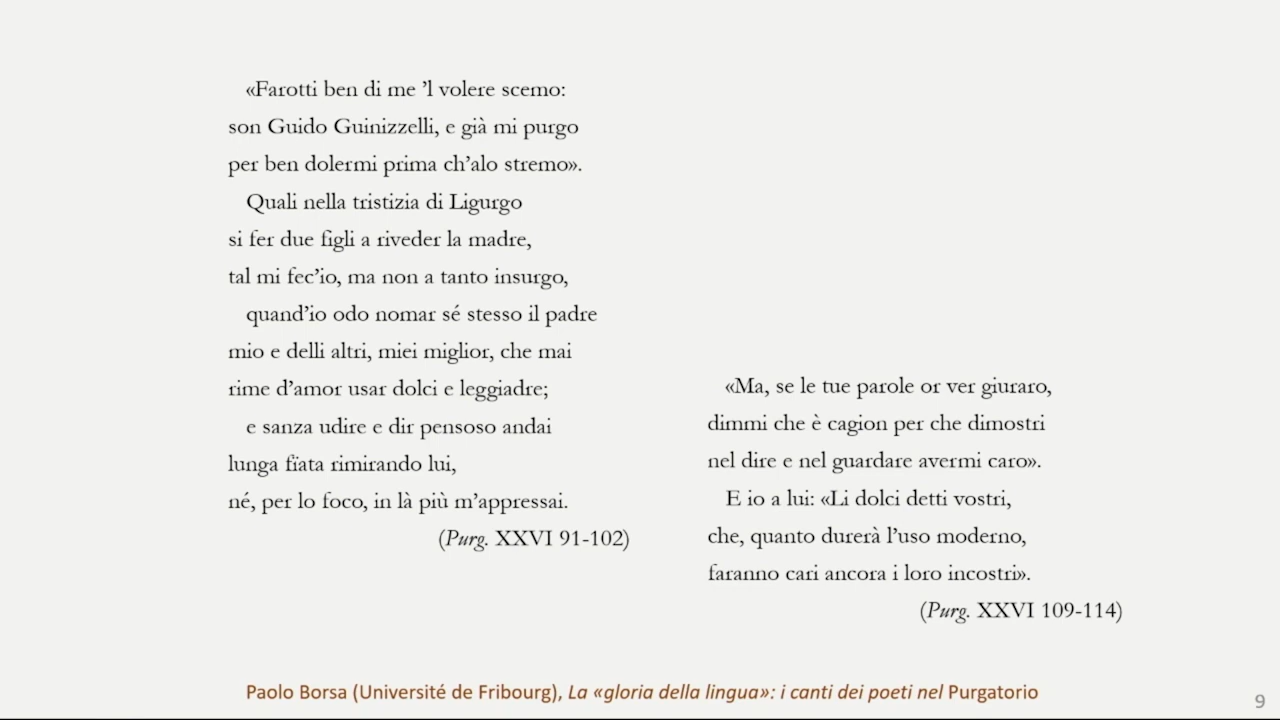 «Farotti ben di me ’l volere scemo:
son Guido Guinizzelli, e già mi purgo
per ben dolermi prima ch’alo stremo».
Quali nella tristizia di Ligurgo
si fer due figli a riveder la madre,
tal mi fec’io, ma non a tanto insurgo,
quand’io odo nomar sé stesso il padre
mio e delli altri, miei miglior, che mai
rime d’amor usar dolci e leggiadre;
e sanza udire e dir pensoso andai
lunga fïata rimirando lui,
né, per lo foco, in là più m’appressai.
(Purg. XXVI 91-102)
«Ma, se le tue parole or ver giuraro,
dimmi che è cagion per che dimostri
nel dire e nel guardare avermi caro».
E io a lui: «Li dolci detti vostri,
che, quanto durerà l’uso moderno,
faranno cari ancora i loro incostri».
(Purg. XXVI 109-114)
Paolo Borsa (Université de Fribourg), La «gloria della lingua»: i canti dei poeti nel Purgatorio
9